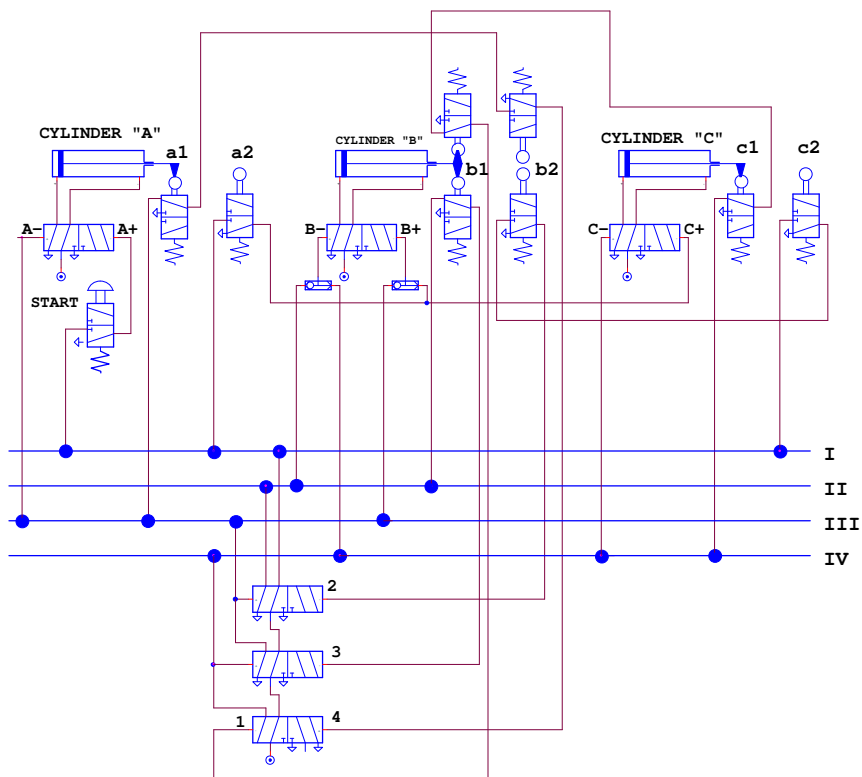 CYLINDER "A"
a1
a2
CYLINDER "B"
b1
b2
CYLINDER "C"
c1
c2
A-
A+
B-
B+
C-
C+
START
I
II
III
IV
2
3
1
4